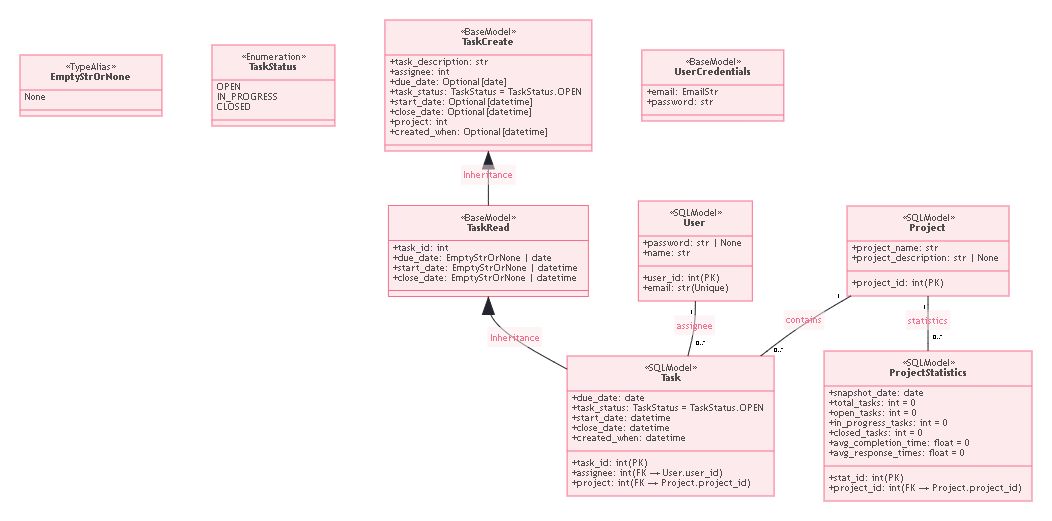 «TypeAlias»
EmptyStrOrNone
None
«Enumeration»
TaskStatus
OPEN
IN_PROGRESS
CLOSED
«BaseModel»
TaskCreate
+task_description: str
+assignee: int
+due_date: Optional[date]
+task_status: TaskStatus = TaskStatus.OPEN
+start_date: Optional[datetime]
+close_date: Optional[datetime]
+project: int
+created_when: Optional[datetime]
«BaseModel»
UserCredentials
+email: EmailStr
+password: str
Inheritance
«BaseModel»
TaskRead
+task_id: int
+due_date: EmptyStrOrNone | date
+start_date: EmptyStrOrNone | datetime
+close_date: EmptyStrOrNone | datetime
«SQLModel»
User
+password: str | None
+name: str
+user_id: int(PK)
+email: str(Unique)
«SQLModel»
Project
+project_name: str
+project_description: str | None
+project_id: int(PK)
Inheritance
1
assignee
0..*
1
contains
0..*
1
statistics
0..*
«SQLModel»
Task
+due_date: date
+task_status: TaskStatus = TaskStatus.OPEN
+start_date: datetime
+close_date: datetime
+created_when: datetime
+task_id: int(PK)
+assignee: int(FK → User.user_id)
+project: int(FK → Project.project_id)
«SQLModel»
ProjectStatistics
+snapshot_date: date
+total_tasks: int = 0
+open_tasks: int = 0
+in_progress_tasks: int = 0
+closed_tasks: int = 0
+avg_completion_time: float = 0
+avg_response_times: float = 0
+stat_id: int(PK)
+project_id: int(FK → Project.project_id)